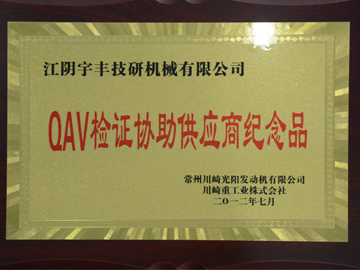 江阴宇丰技研机械有限公司
QAV检证协助供应商纪念品
常州川崎光阳发动机有限公司
川崎重工业株式会社
二〇一二年七月